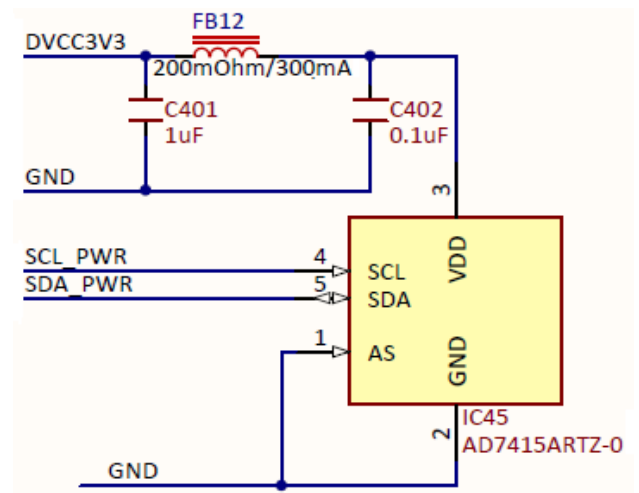 FB12
DVCC3V3
200mOhm/300mA
C401
1uF
C402
0.1uF
GND
3
SCL_PWR
4
SCL
VDD
SDA_PWR
5
SDA
1
AS
GND
2
IC45
AD7415ARTZ-0
GND